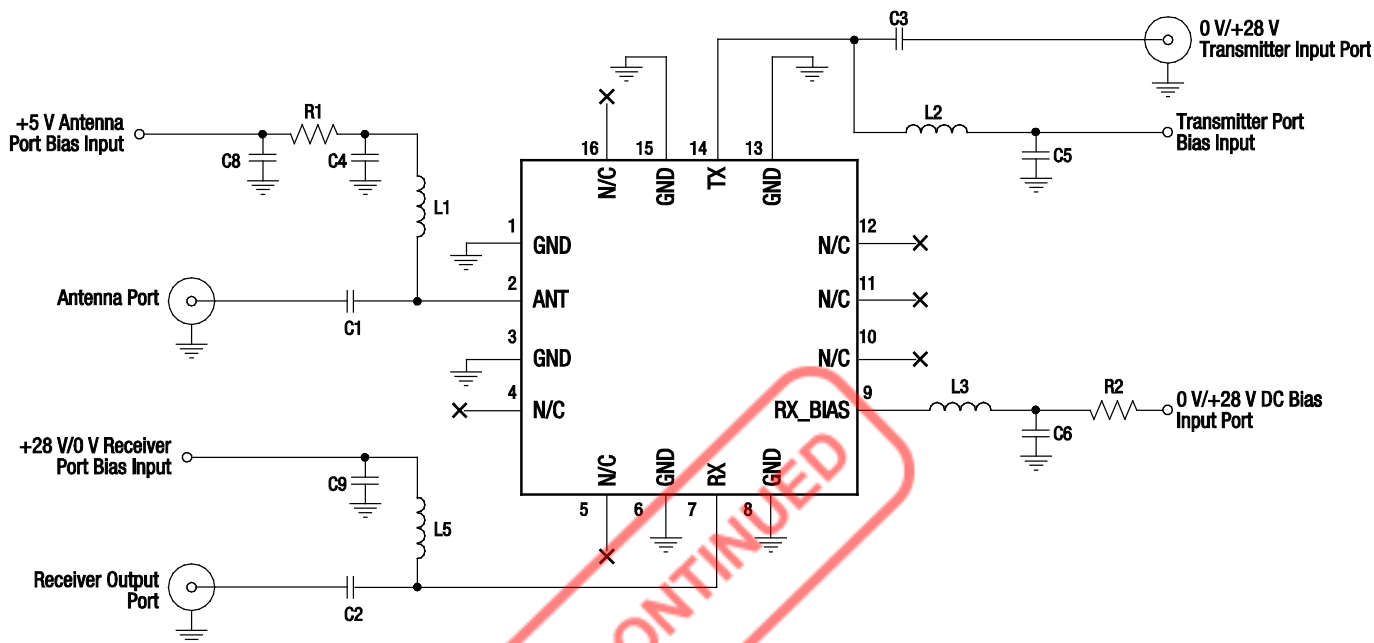 C3
0 V/+28 V
Transmitter Input Port
+5 V Antenna
Port Bias Input
R1
C8
C4
L1
L2
C5
Transmitter Port
Bias Input
16
15
14
13
N/C
GND
TX
GND
1
GND
2
ANT
3
GND
4
N/C
12
N/C
11
N/C
10
N/C
9
RX_BIAS
Antenna Port
C1
L3
C6
R2
0 V/+28 V DC Bias
Input Port
+28 V/0 V Receiver
Port Bias Input
C9
L5
N/C
GND
RX
GND
5
6
7
8
Receiver Output
Port
C2
ONTINUED